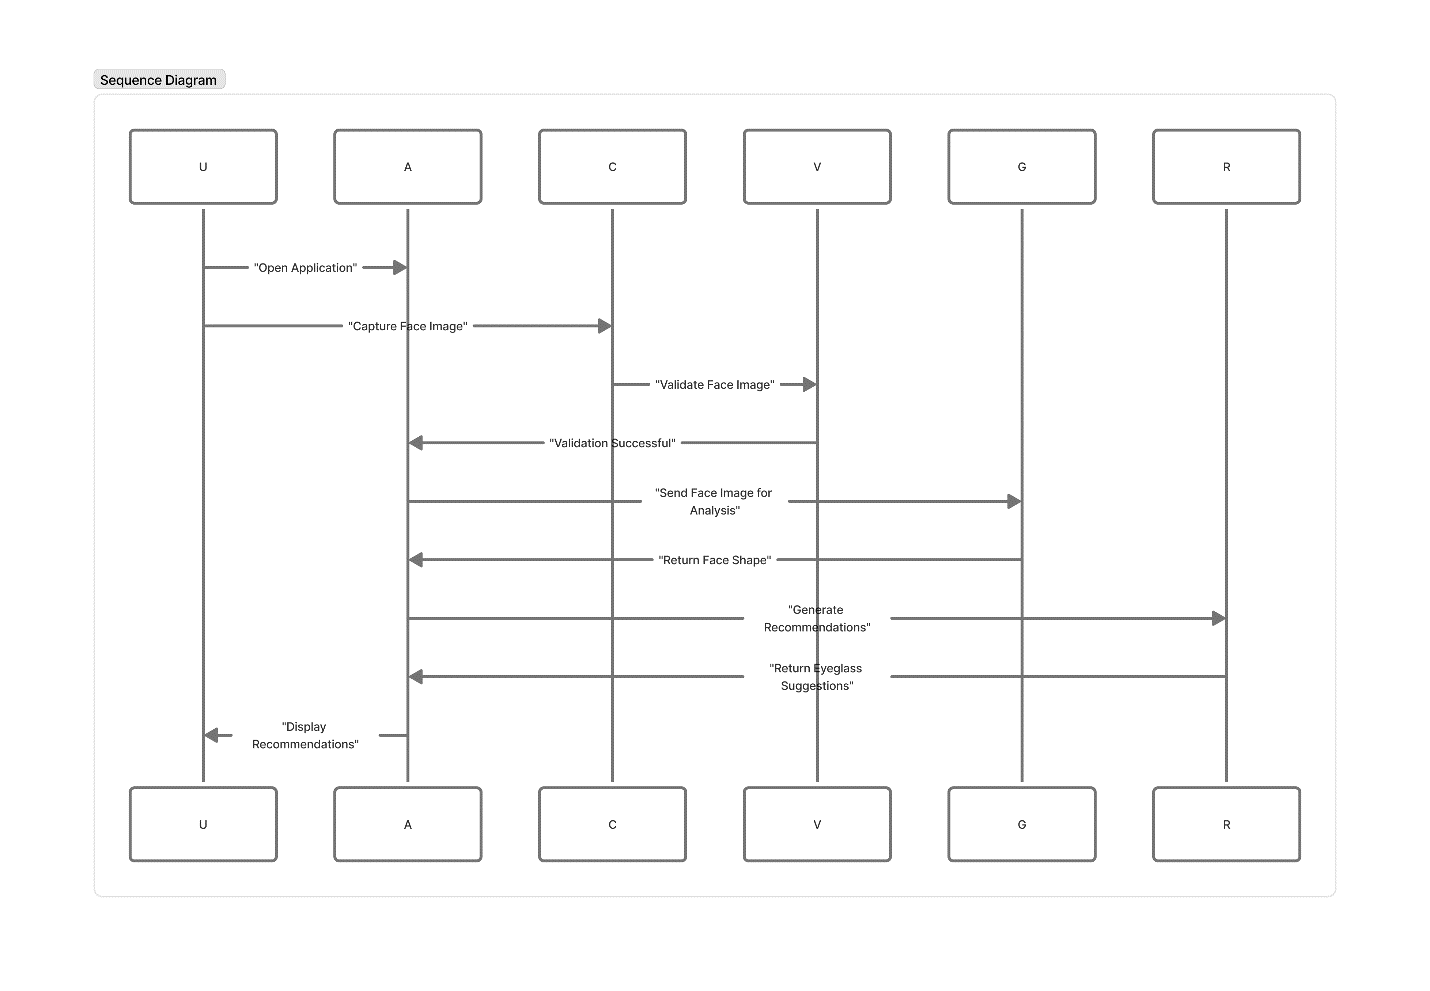 Sequence Diagram
U
A
C
V
G
R
"Open Application"
"Capture Face Image"
"Validate Face Image"
"Validation Successful"
"Send Face Image for
Analysis"
"Return Face Shape"
"Generate
Recommendations"
"Return Eyeglass
Suggestions"
"Display
Recommendations"
U
A
C
V
G
R